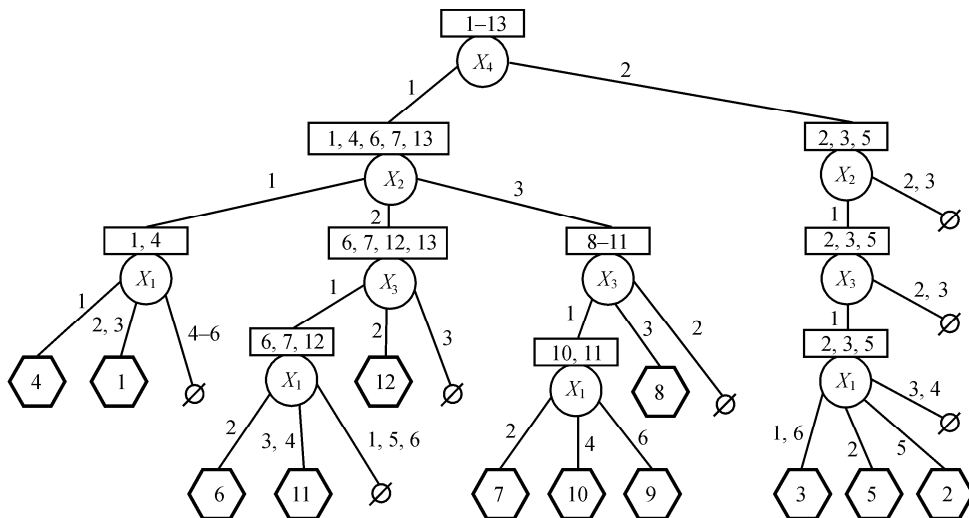 1–13
X4
1
2
1, 4, 6, 7, 13
2, 3, 5
X2
X2
1
2
3
1
2, 3
1, 4
6, 7, 12, 13
8–11
2, 3, 5
X1
X3
X3
X3
1
2, 3
4–6
1
2
3
1
3
2
1
2, 3
6, 7, 12
10, 11
2, 3, 5
4
1
X1
12
X1
8
X1
2
3, 4
1, 5, 6
2
4
6
1, 6
2
5
3, 4
6
11
7
10
9
3
5
2